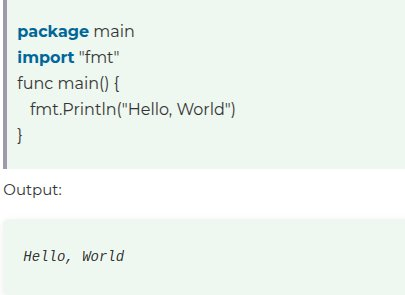 package main
import "fmt"
func main() {
fmt.Println("Hello, World")
}
Output:
Hello, World